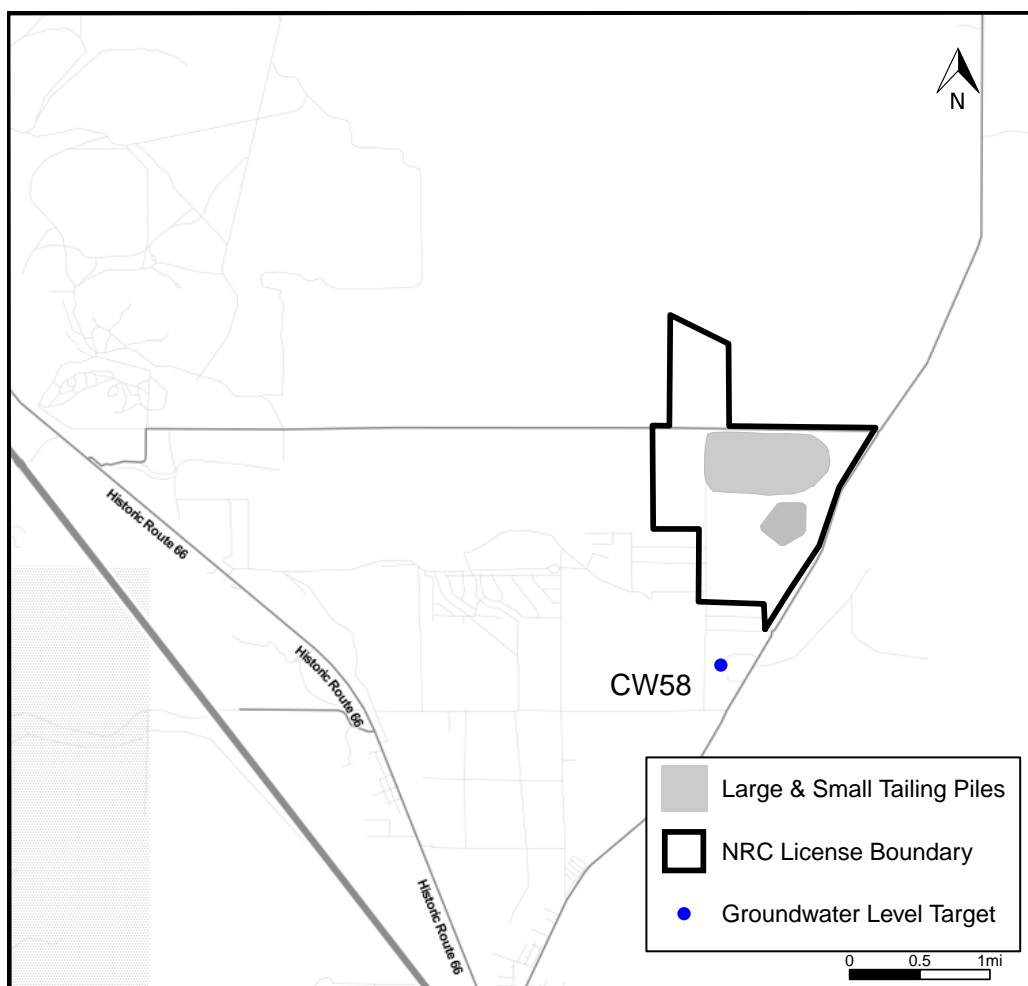 N
Historic Route 66
Historic Route 66
CW58
Historic Route 66
Large & Small Tailing Piles
NRC License Boundary
Groundwater Level Target
0 0.5 1mi